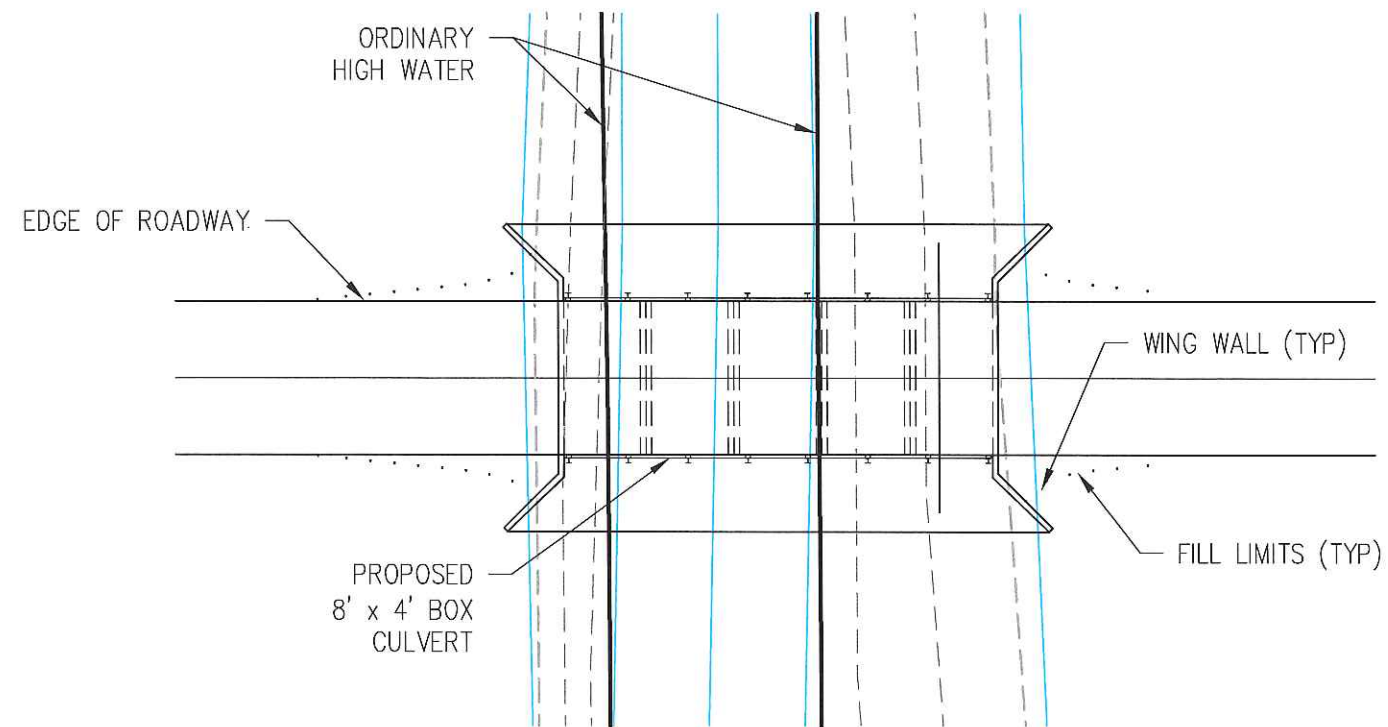 ORDINARY
HIGH WATER
EDGE OF ROADWAY
WING WALL (TYP)
FILL LIMITS (TYP)
PROPOSED
8' x 4' BOX
CULVERT